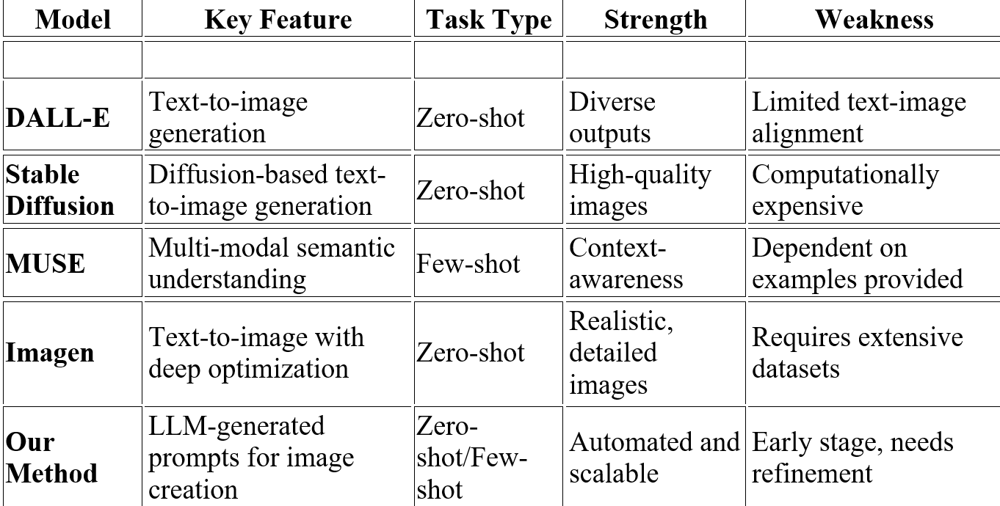 Model Key Feature Task Type Strength Weakness
DALL-E Text-to-image generation Zero-shot Diverse outputs Limited text-image alignment
Stable Diffusion Diffusion-based text-to-image generation Zero-shot High-quality images Computationally expensive
MUSE Multi-modal semantic understanding Few-shot Context-awareness Dependent on examples provided
Imagen Text-to-image with deep optimization Zero-shot Realistic, detailed images Requires extensive datasets
Our Method LLM-generated prompts for image creation Zero-shot/Few-shot Automated and scalable Early stage, needs refinement